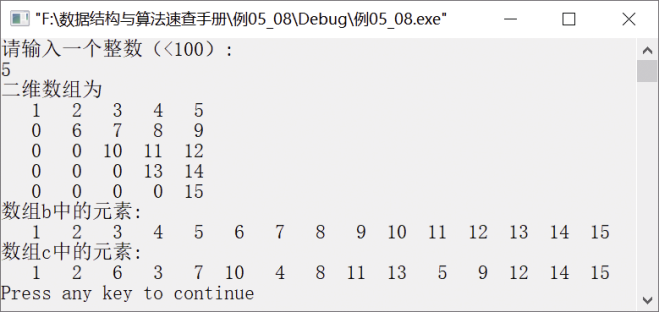 "F:\数据结构与算法速查手册\例05_08\Debug\例05_08.exe"
请输入一个整数（<100）:
5
二维数组为
1 2 3 4 5
0 6 7 8 9
0 0 10 11 12
0 0 0 13 14
0 0 0 0 15
数组b中的元素:
1 2 3 4 5 6 7 8 9 10 11 12 13 14 15
数组c中的元素:
1 2 6 3 7 10 4 8 11 13 5 9 12 14 15
Press any key to continue